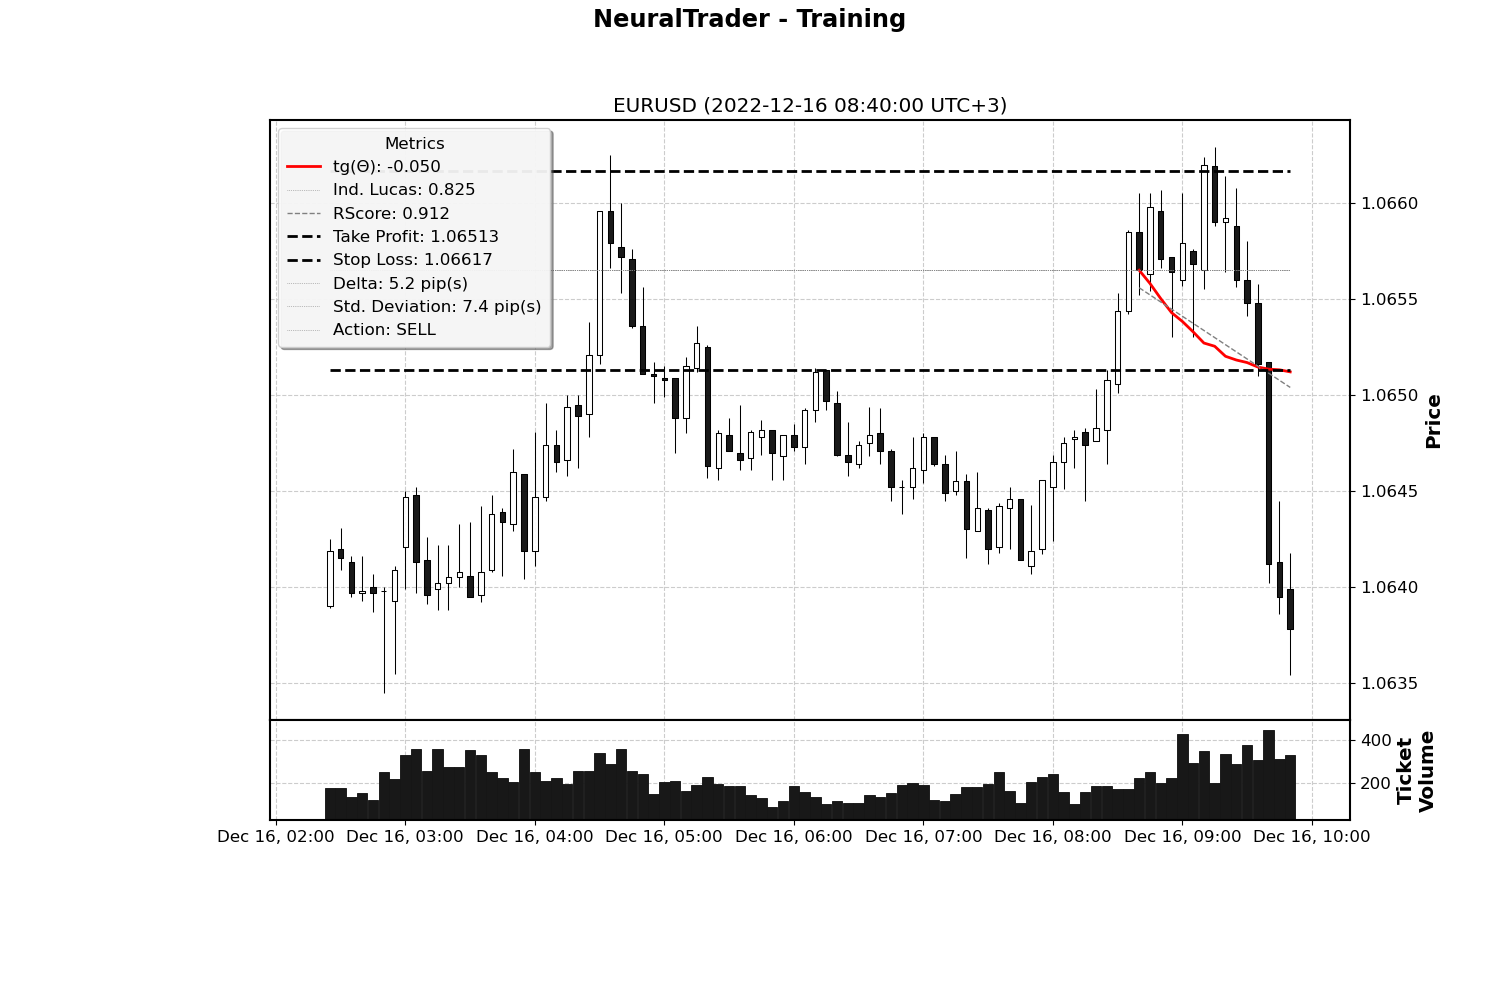 NeuralTrader - Training
EURUSD (2022-12-16 08:40:00 UTC+3)
Metrics
tg(Θ): -0.050
Ind. Lucas: 0.825
RScore: 0.912
Take Profit: 1.06513
Stop Loss: 1.06617
Delta: 5.2 pip(s)
Std. Deviation: 7.4 pip(s)
Action: SELL
1.0660
1.0655
1.0650
1.0645
1.0640
1.0635
Price
400
200
Ticket
Volume
Dec 16, 02:00 Dec 16, 03:00 Dec 16, 04:00 Dec 16, 05:00 Dec 16, 06:00 Dec 16, 07:00 Dec 16, 08:00 Dec 16, 09:00 Dec 16, 10:00